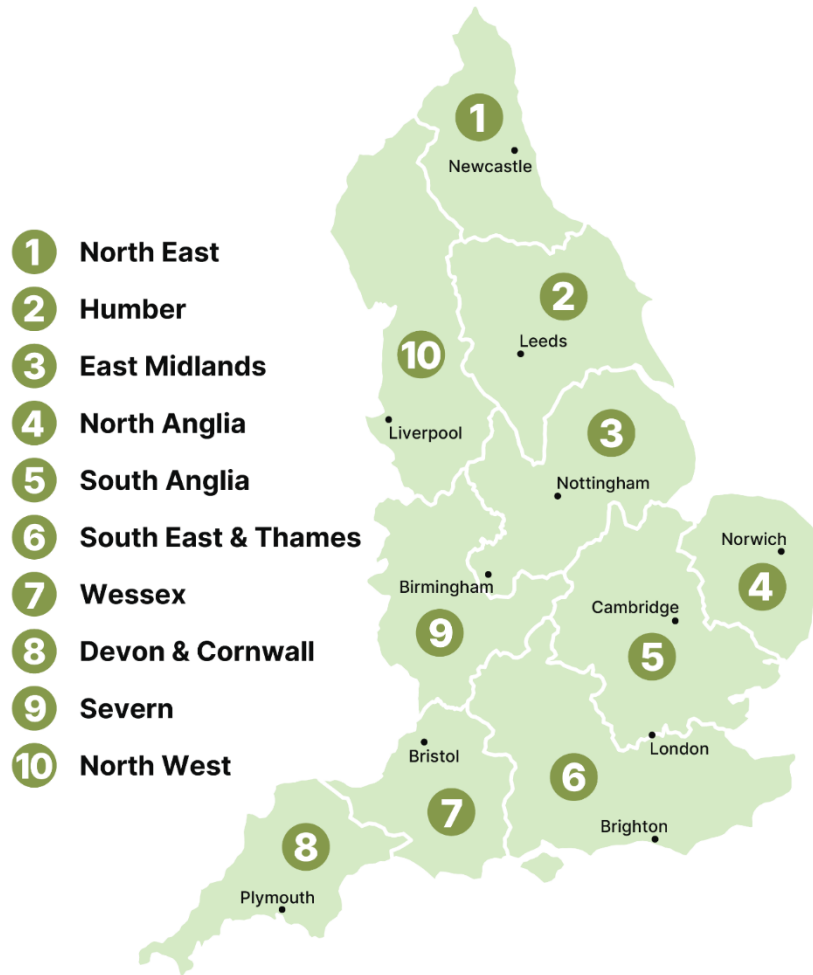 1 North East
2 Humber
3 East Midlands
4 North Anglia
5 South Anglia
6 South East & Thames
7 Wessex
8 Devon & Cornwall
9 Severn
10 North West
1
Newcastle
2
Leeds
10
Liverpool
3
Nottingham
Norwich
4
Birmingham
Cambridge
9
5
London
Bristol
6
7
Brighton
8
Plymouth